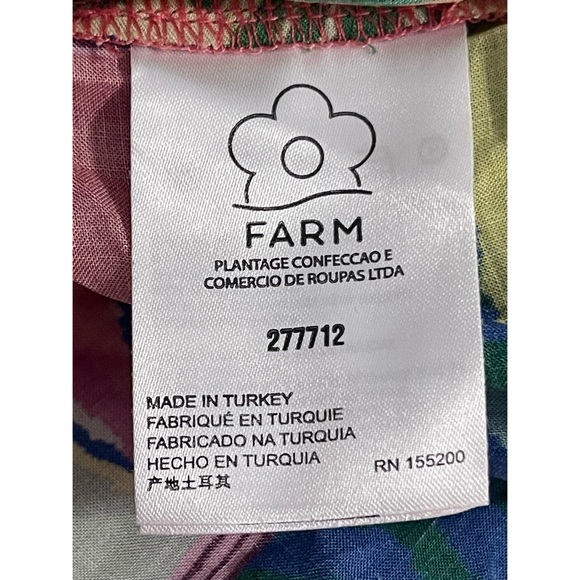 FARM
PLANTAGE CONFECCAO E
COMERCIO DE ROUPAS LTDA
277712
MADE IN TURKEY
FABRIQUÉ EN TURQUIE
FABRICADO NA TURQUIA
HECHO EN TURQUIA
产地土耳其
RN 155200